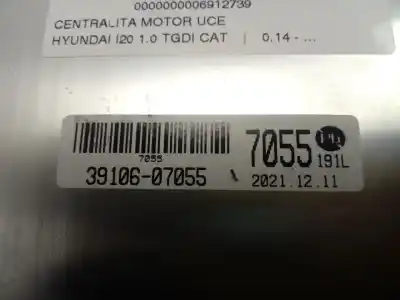 0000000006912739
CENTRALITA MOTOR UCE
HYUNDAI I20 1.0 TGDI CAT | 0.14 - ...
7055
7055
191L
39106-07055
2021.12.11